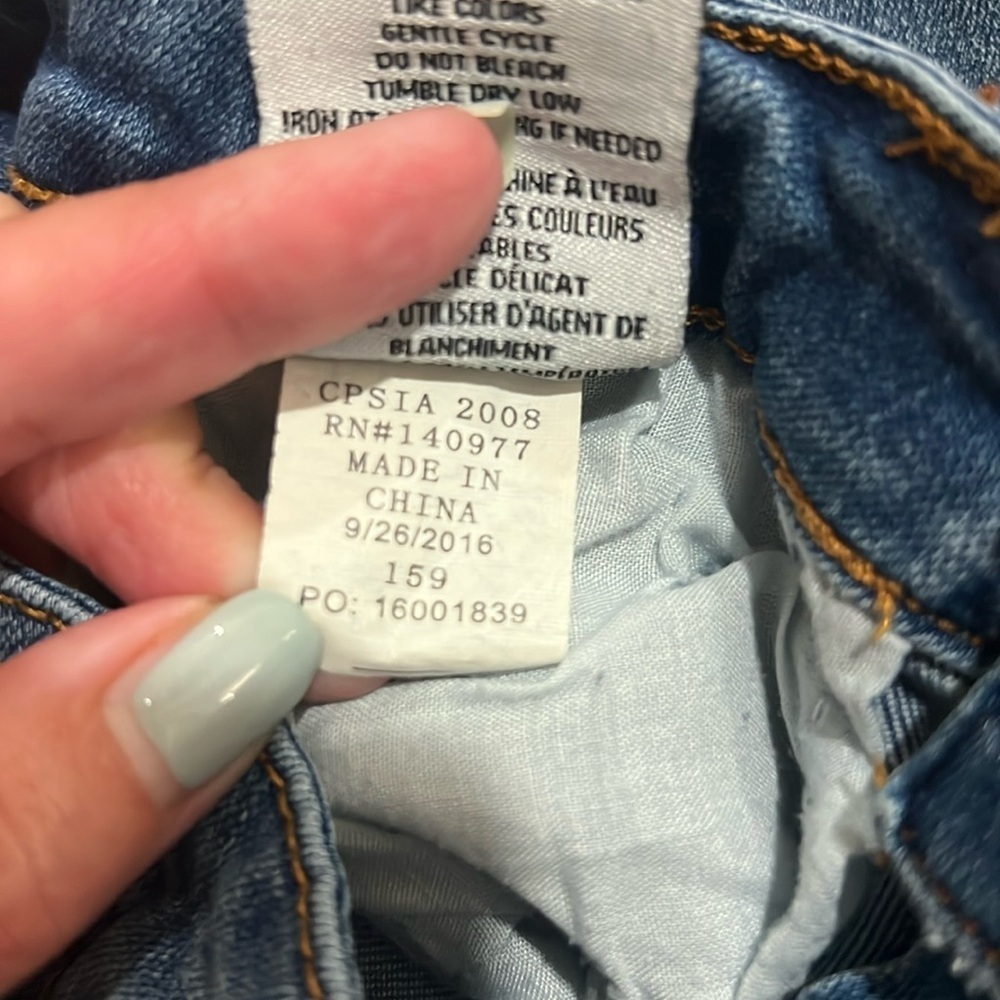 LIKE COLORS
GENTLE CYCLE
DO NOT BLEACH
TUMBLE DRY LOW
IRON IF NEEDED
À L'EAU
COULEURS
DÉLICAT
UTILISER D'AGENT DE
BLANCHIMENT
CPSIA 2008
RN#140977
MADE IN
CHINA
9/26/2016
159
PO: 16001839